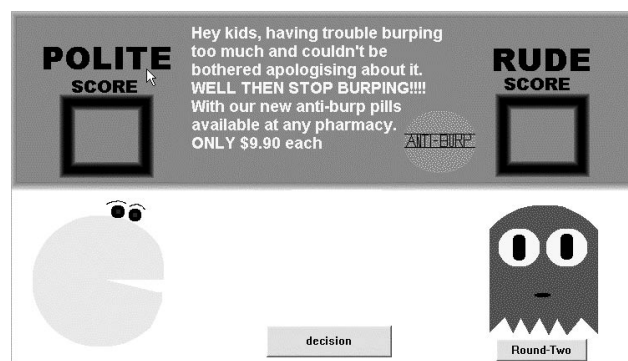 POLITE
SCORE
Hey kids, having trouble burping
too much and couldn't be
bothered apologising about it.
WELL THEN STOP BURPING!!!!
With our new anti-burp pills
available at any pharmacy.
ONLY $9.90 each
ANTI-BURP
RUDE
SCORE
decision
Round-Two